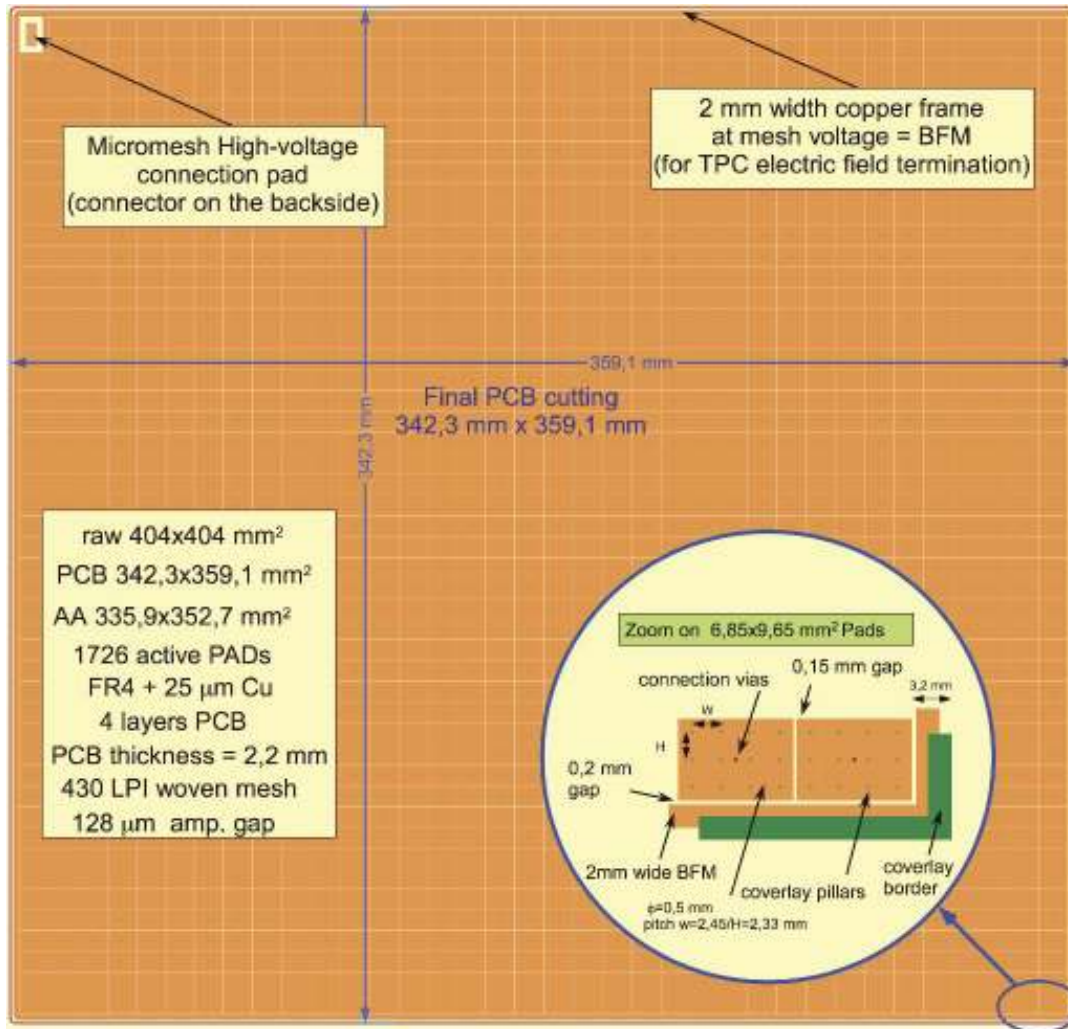 2 mm width copper frame
at mesh voltage = BFM
(for TPC electric field termination)
Micromesh High-voltage
connection pad
(connector on the backside)
359,1 mm
342,3 mm
Final PCB cutting
342,3 mm x 359,1 mm
raw 404x404 mm²
PCB 342,3x359,1 mm²
AA 335,9x352,7 mm²
1726 active PADs
FR4 + 25 μm Cu
4 layers PCB
PCB thickness = 2,2 mm
430 LPI woven mesh
128 μm amp. gap
Zoom on 6,85x9,65 mm² Pads
0,15 mm gap
connection vias
3,2 mm
W
H
0,2 mm
gap
2mm wide BFM
coverlay pillars
coverlay
border
ϕ=0,5 mm
pitch w=2,45/H=2,33 mm